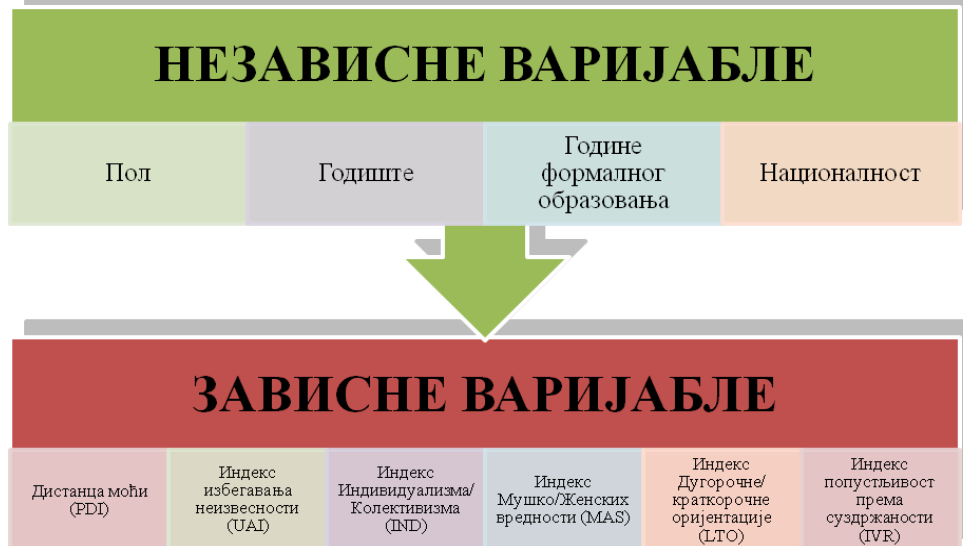 НЕЗАВИСНЕ ВАРИЈАБЛЕ
Пол
Годиште
Године
формалног
образовања
Националност
ЗАВИСНЕ ВАРИЈАБЛЕ
Дистанца моћи
(PDI)
Индекс
избегавања
неизвесности
(UAI)
Индекс
Индивидуализма/
Колективизма
(IND)
Индекс
Мушко/Женских
вредности (MAS)
Индекс
Дугорочне/
краткорочне
оријентације
(LTO)
Индекс
попустљивост
према
суздржаности
(IVR)